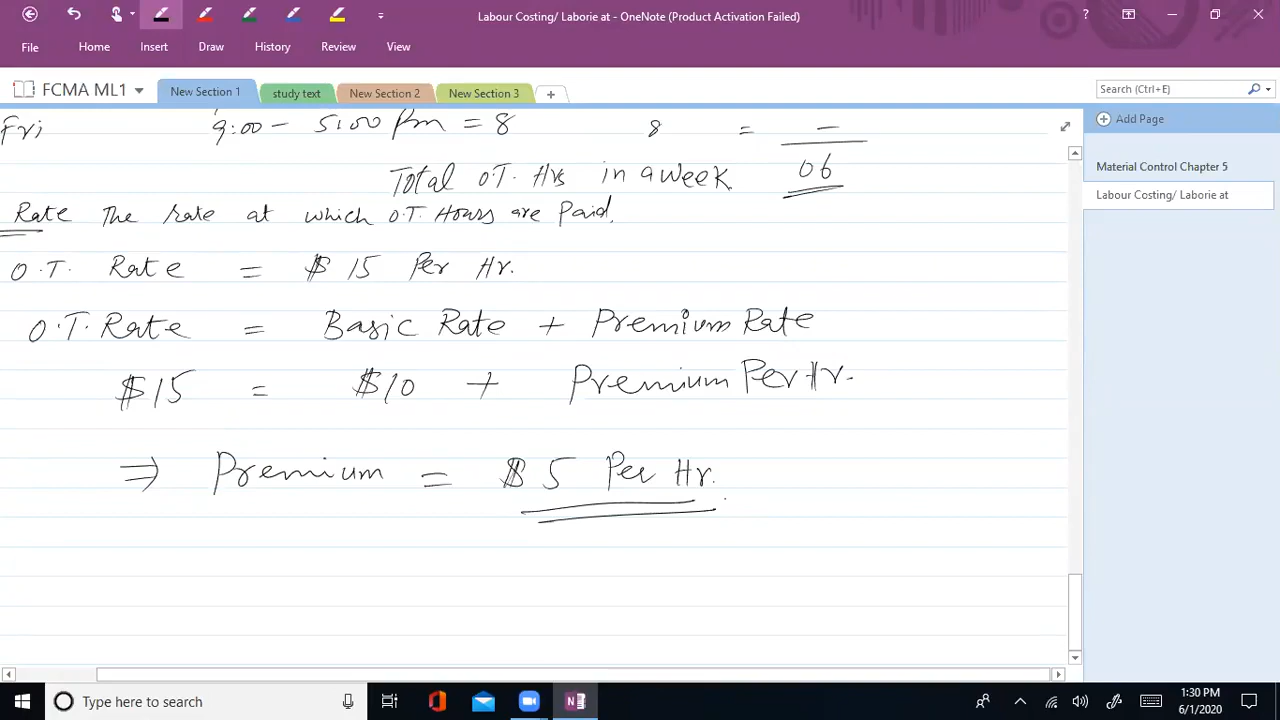 Labour Costing/ Laborie at - OneNote (Product Activation Failed)
?
File Home Insert Draw History Review View
FCMA ML1 New Section 1 study text New Section 2 New Section 3 +
Search (Ctrl+E)
Add Page
Material Control Chapter 5
Labour Costing/ Laborie at
Fri 9:00 - 5:00 Pm = 8 8 = —
Total O.T. Hrs in a week 06
Rate The rate at which O.T. Hours are Paid.
O.T. Rate = $ 15 Per Hr.
O.T. Rate = Basic Rate + Premium Rate
$15 = $10 + Premium Per Hr.
⇒ Premium = $ 5 Per Hr.
Type here to search
1:30 PM
6/1/2020